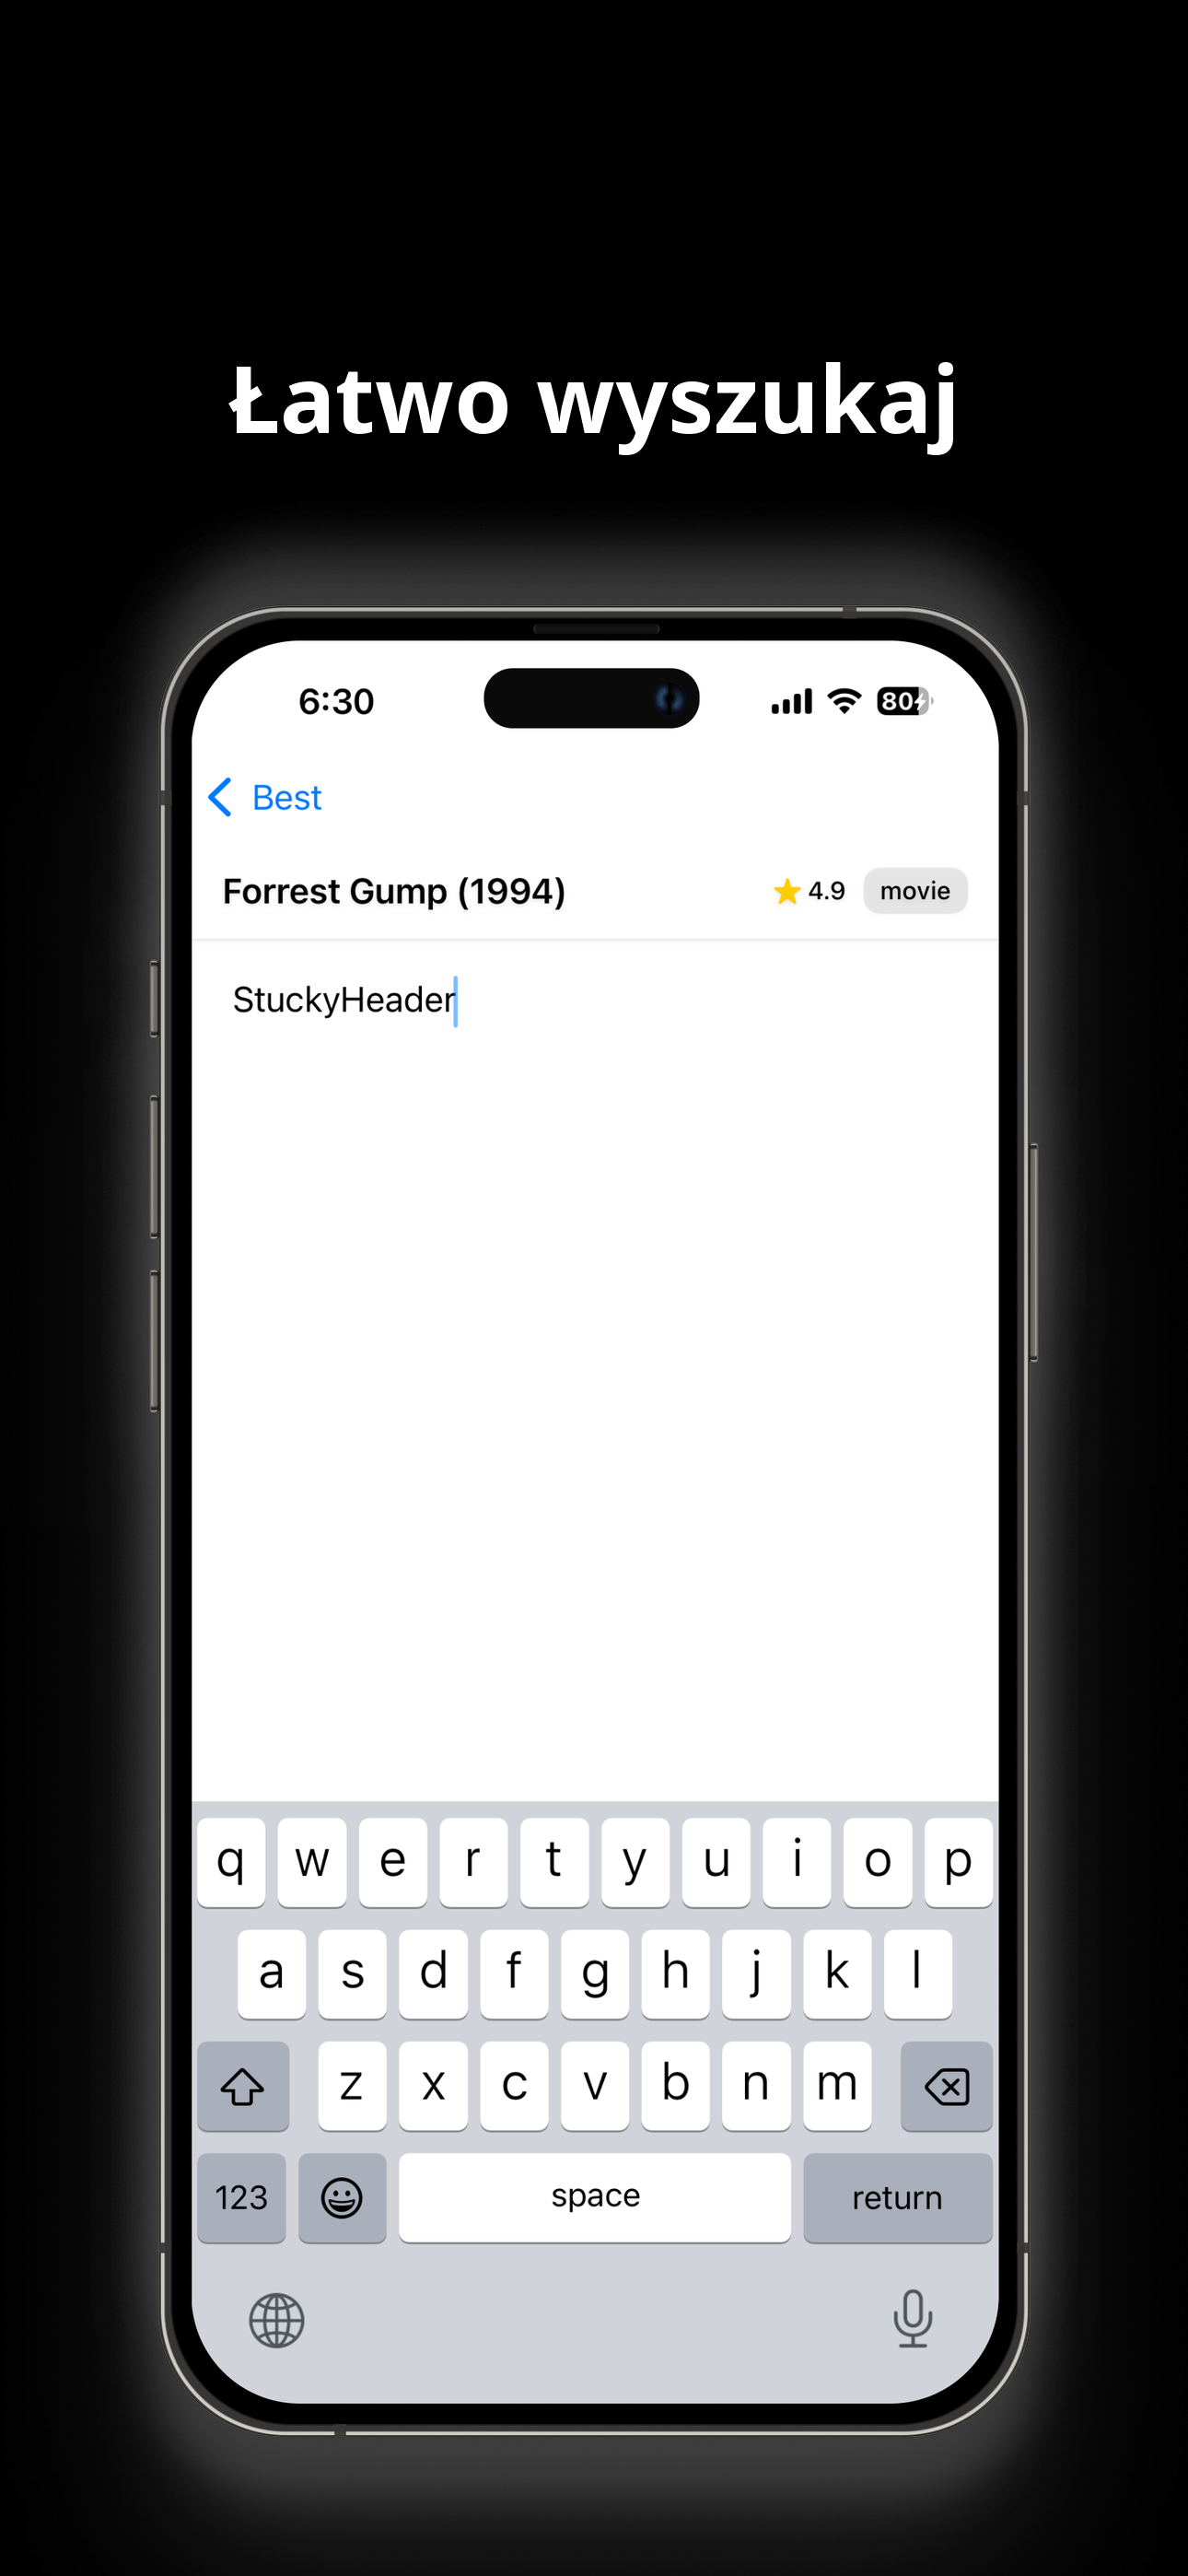 Łatwo wyszukaj
6:30
80
Best
Forrest Gump (1994) 4.9 movie
StuckyHeader
q w e r t y u i o p
a s d f g h j k l
z x c v b n m
123 space return